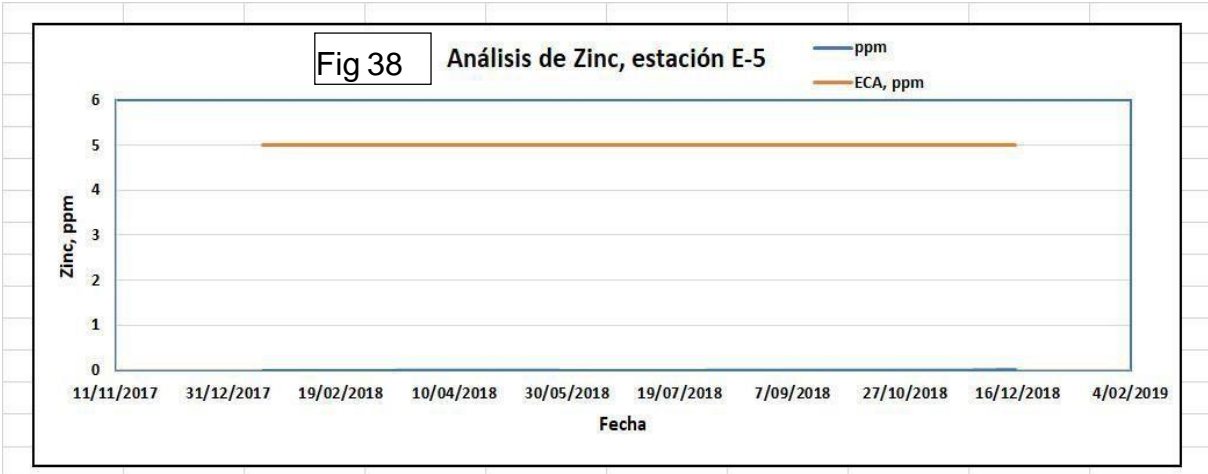 Fig 38
Análisis de Zinc, estación E-5
ppm
ECA, ppm
Zinc, ppm
6
5
4
3
2
1
0
11/11/2017 31/12/2017 19/02/2018 10/04/2018 30/05/2018 19/07/2018 7/09/2018 27/10/2018 16/12/2018 4/02/2019
Fecha